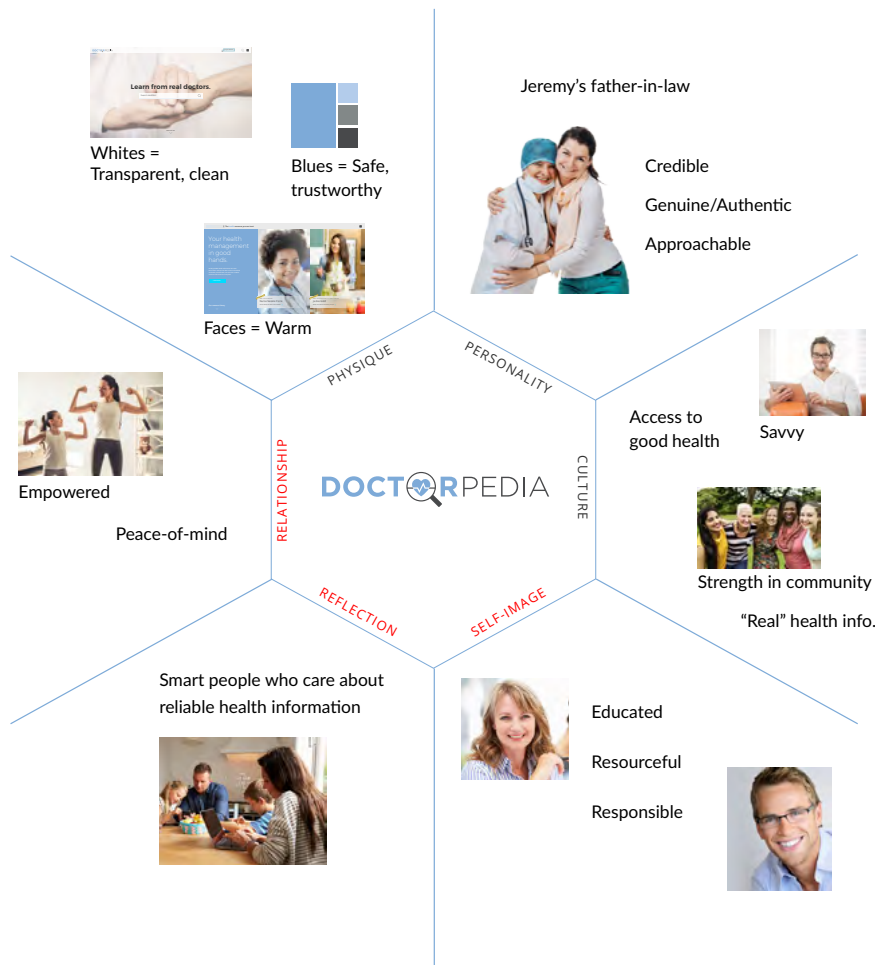 Learn from real doctors.
Whites =
Transparent, clean
Blues = Safe,
trustworthy
Your health
management
in good
hands.
Faces = Warm
Jeremy’s father-in-law
Credible
Genuine/Authentic
Approachable
PHYSIQUE
PERSONALITY
Empowered
Peace-of-mind
RELATIONSHIP
DOCTORPEDIA
CULTURE
Access to
good health
Savvy
Strength in community
“Real” health info.
REFLECTION
SELF-IMAGE
Smart people who care about
reliable health information
Educated
Resourceful
Responsible